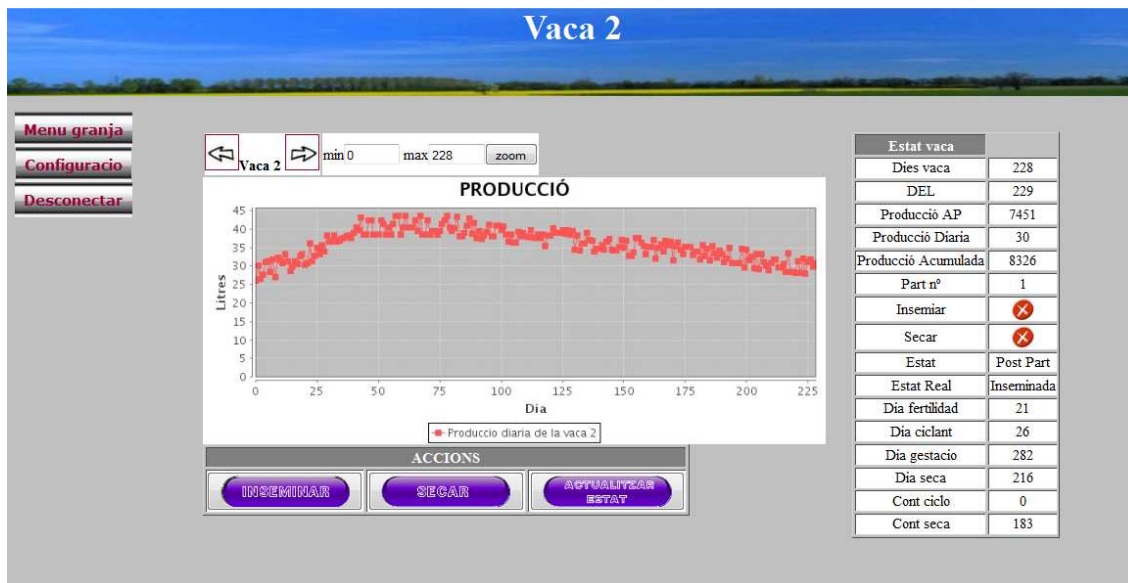 Vaca 2
Menu granja
Configuracio
Desconectar
Vaca 2 min 0 max 228 zoom
PRODUCCIÓ
45
40
35
30
25
20
15
10
5
0
Litres
0 25 50 75 100 125 150 175 200 225
Dia
Produccio diaria de la vaca 2
ACCIONS
INSEMINAR SECAR ACTUALITZAR
ESTAT
Estat vaca
Dies vaca 228
DEL 229
Producció AP 7451
Producció Diaria 30
Producció Acumulada 8326
Part nº 1
Insemiar
Secar
Estat Post Part
Estat Real Inseminada
Dia fertilidad 21
Dia ciclant 26
Dia gestacio 282
Dia seca 216
Cont ciclo 0
Cont seca 183